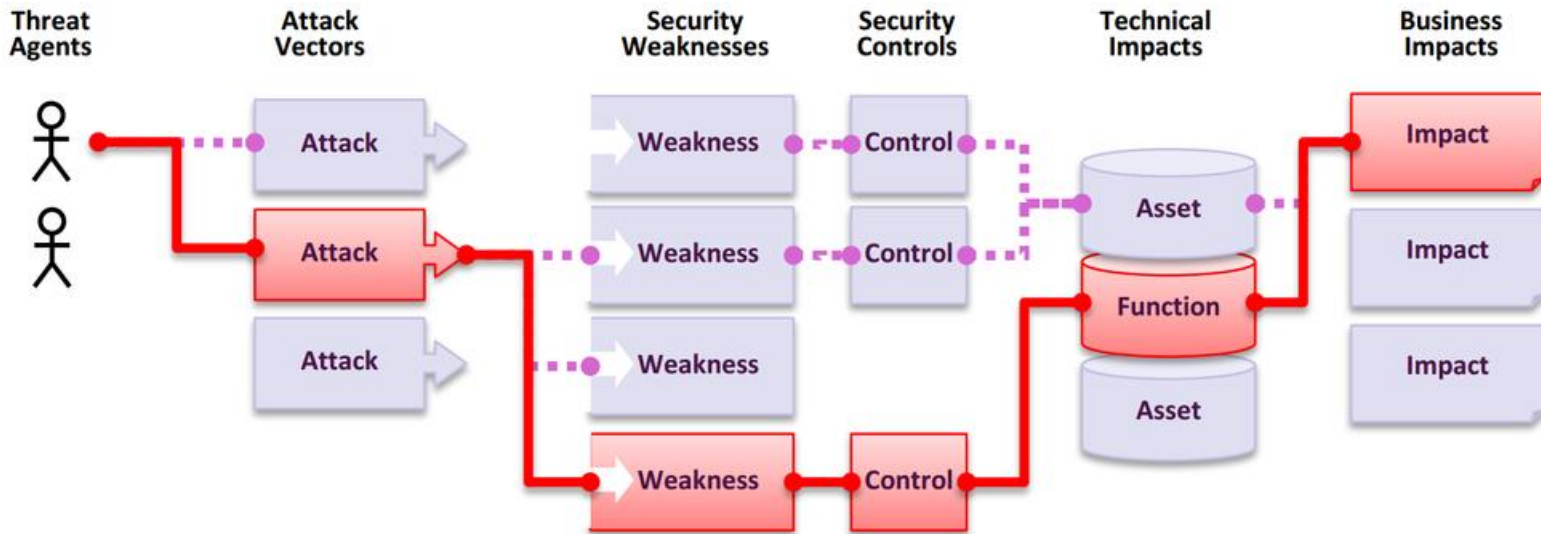 Threat
Agents
Attack
Vectors
Security
Weaknesses
Security
Controls
Technical
Impacts
Business
Impacts
Attack
Weakness
Control
Impact
Asset
Attack
Weakness
Control
Impact
Function
Attack
Weakness
Impact
Asset
Weakness
Control